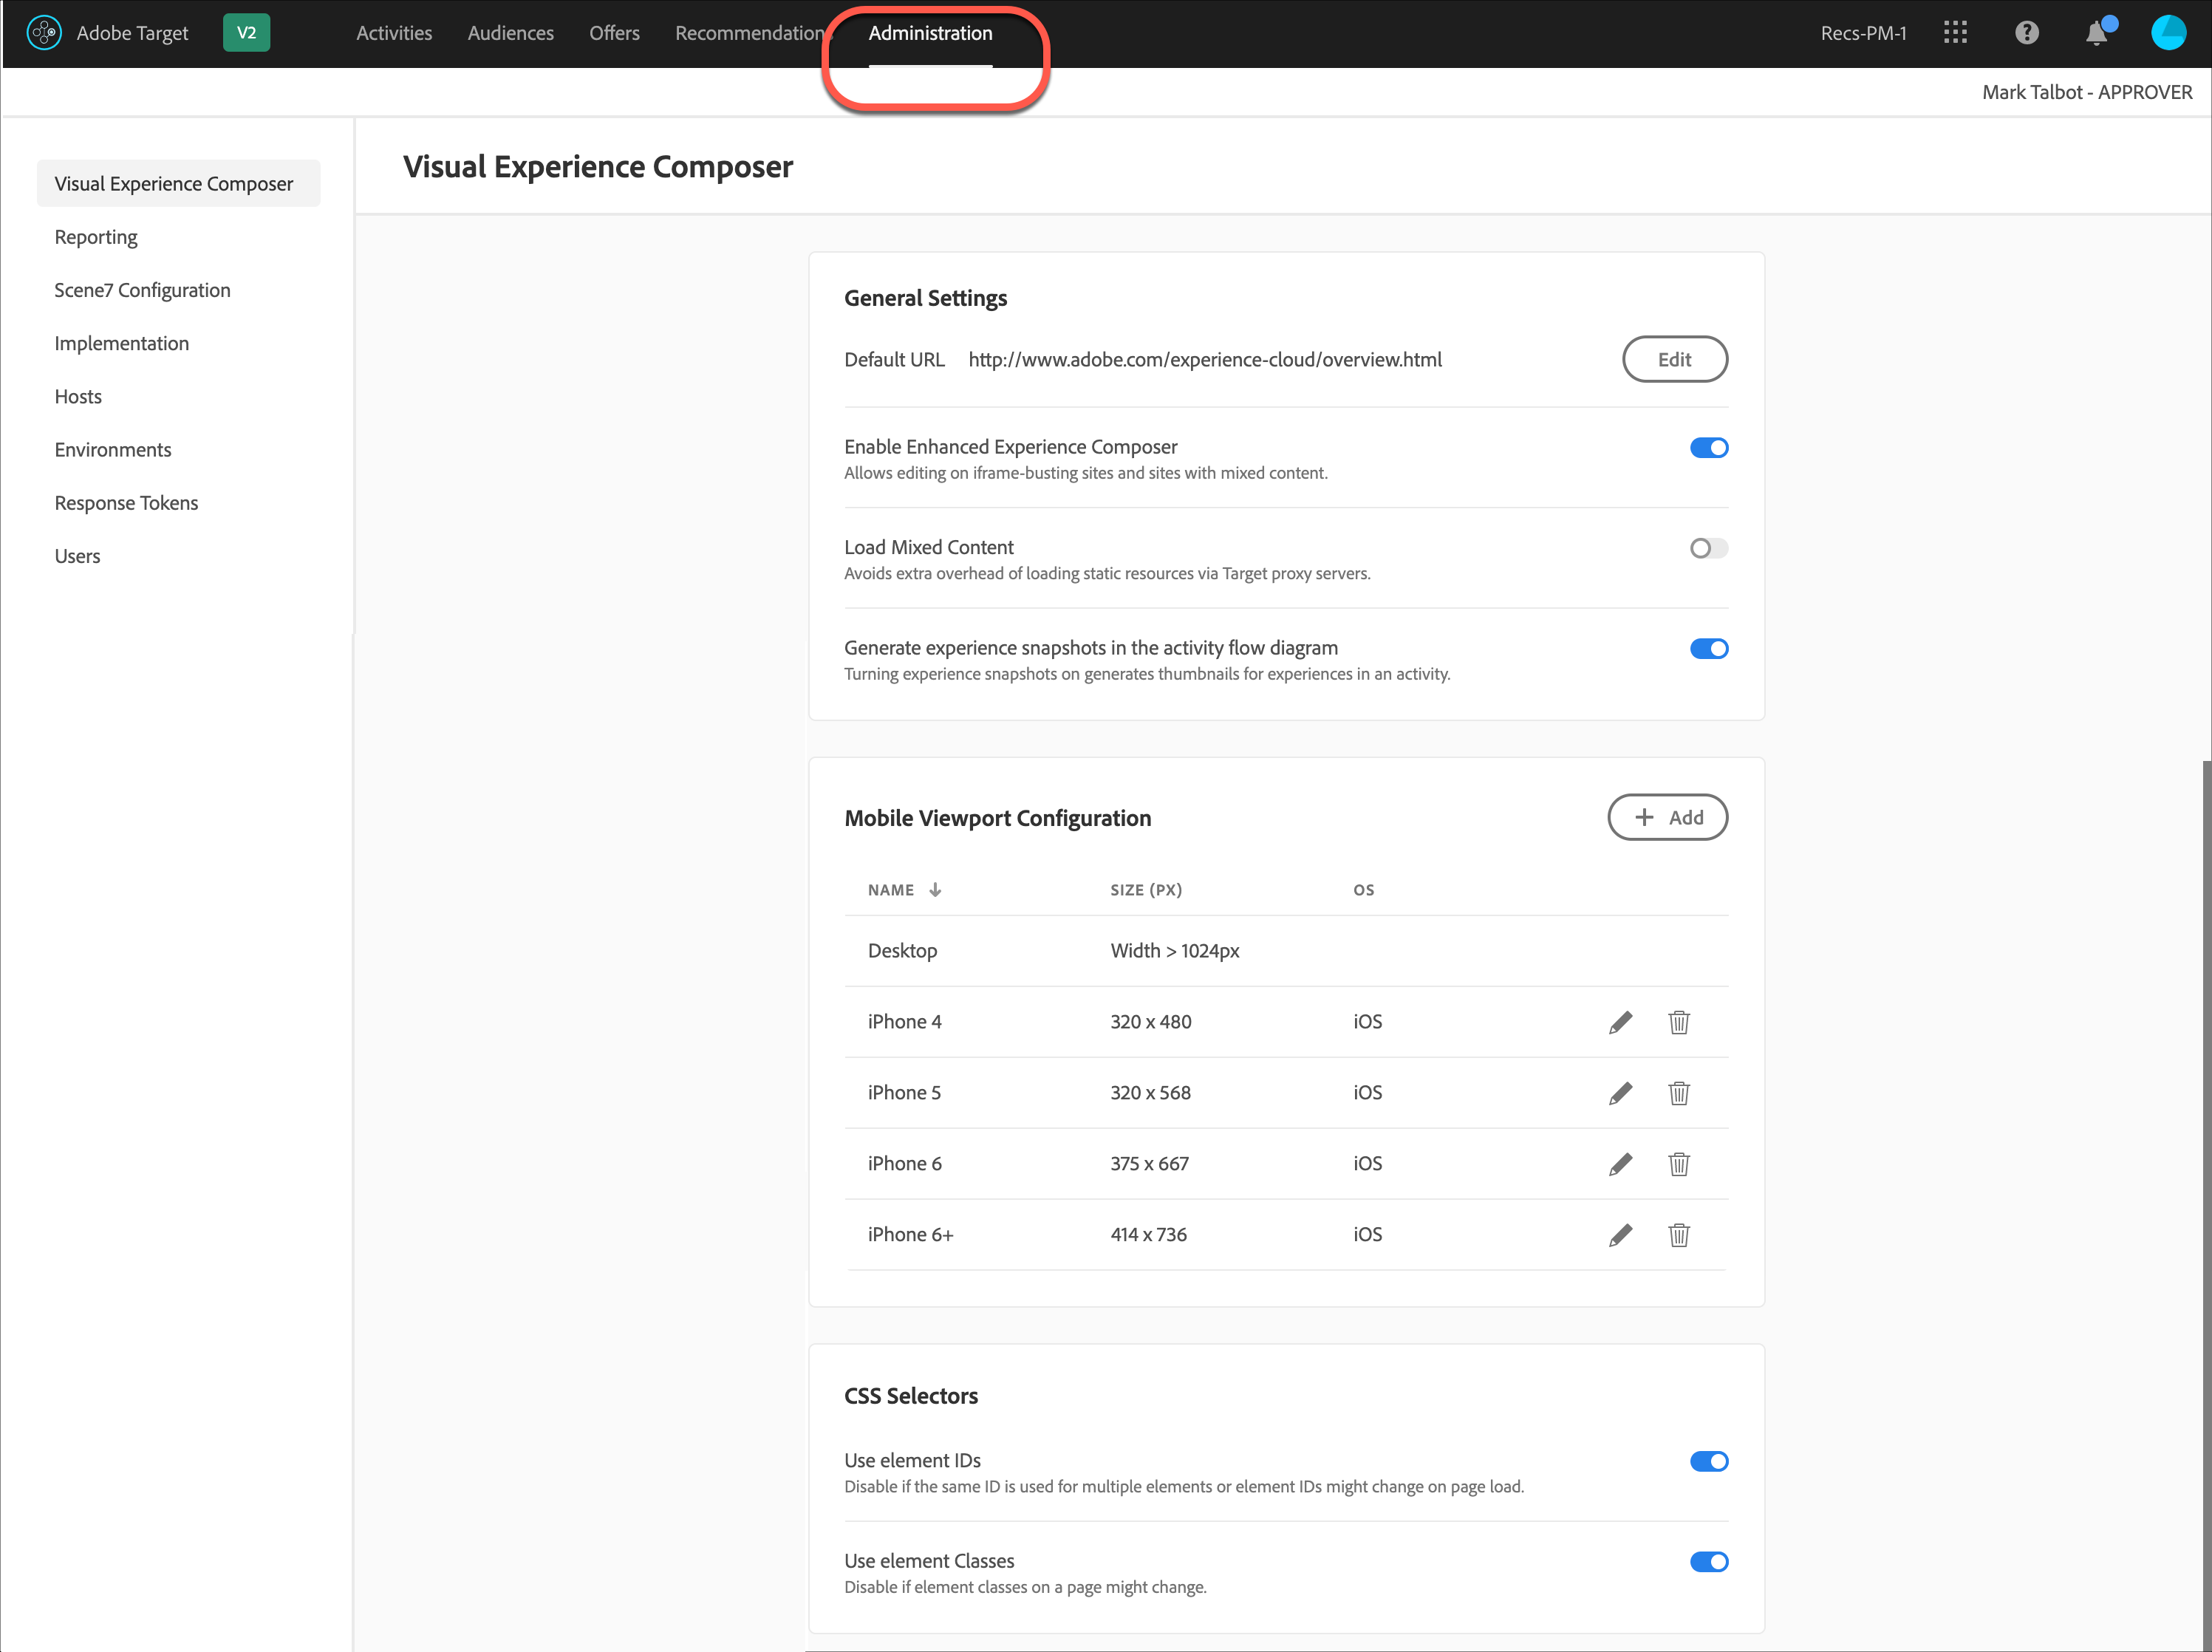 Adobe Target V2 Activities Audiences Offers Recommendations Administration Recs-PM-1
Mark Talbot - APPROVER
Visual Experience Composer
Reporting
Scene7 Configuration
Implementation
Hosts
Environments
Response Tokens
Users
Visual Experience Composer
General Settings
Default URL http://www.adobe.com/experience-cloud/overview.html Edit
Enable Enhanced Experience Composer
Allows editing on iframe-busting sites and sites with mixed content.
Load Mixed Content
Avoids extra overhead of loading static resources via Target proxy servers.
Generate experience snapshots in the activity flow diagram
Turning experience snapshots on generates thumbnails for experiences in an activity.
Mobile Viewport Configuration + Add
NAME SIZE (PX) OS
Desktop Width > 1024px
iPhone 4 320 x 480 iOS
iPhone 5 320 x 568 iOS
iPhone 6 375 x 667 iOS
iPhone 6+ 414 x 736 iOS
CSS Selectors
Use element IDs
Disable if the same ID is used for multiple elements or element IDs might change on page load.
Use element Classes
Disable if element classes on a page might change.